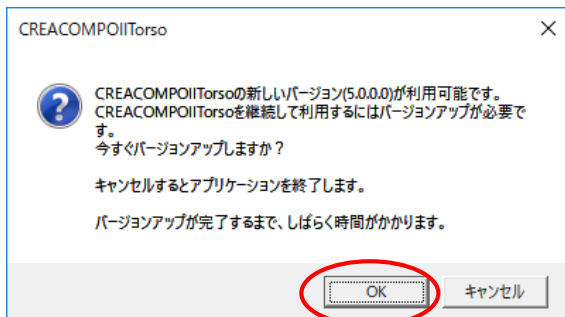 CREACOMPOIITorso
CREACOMPOIITorsoの新しいバージョン(5.0.0.0)が利用可能です。
CREACOMPOIITorsoを継続して利用するにはバージョンアップが必要で
す。
今すぐバージョンアップしますか？
キャンセルするとアプリケーションを終了します。
バージョンアップが完了するまで、しばらく時間がかかります。
OK
キャンセル